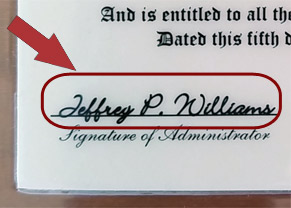 And is entitled to all the
Dated this fifth d
Jeffrey P. Williams
Signature of Administrator